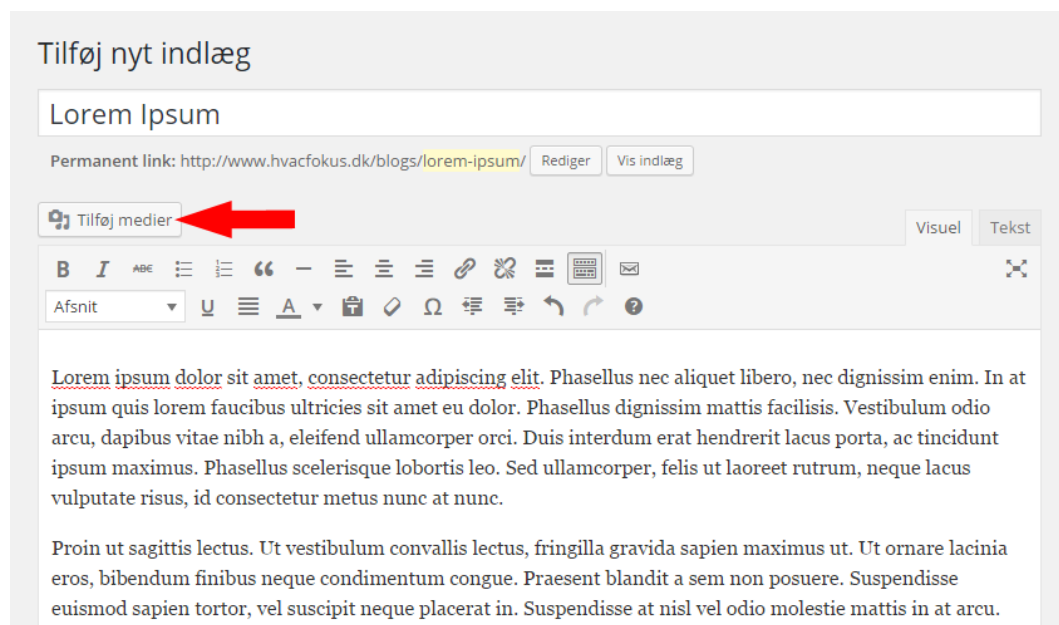 Tilføj nyt indlæg
Lorem Ipsum
Permanent link: http://www.hvacfokus.dk/blogs/lorem-ipsum/ Rediger Vis indlæg
Tilføj medier
Visuel Tekst
B I ABE
Afsnit U A T Ω
Lorem ipsum dolor sit amet, consectetur adipiscing elit. Phasellus nec aliquet libero, nec dignissim enim. In at
ipsum quis lorem faucibus ultricies sit amet eu dolor. Phasellus dignissim mattis facilisis. Vestibulum odio
arcu, dapibus vitae nibh a, eleifend ullamcorper orci. Duis interdum erat hendrerit lacus porta, ac tincidunt
ipsum maximus. Phasellus scelerisque lobortis leo. Sed ullamcorper, felis ut laoreet rutrum, neque lacus
vulputate risus, id consectetur metus nunc at nunc.
Proin ut sagittis lectus. Ut vestibulum convallis lectus, fringilla gravida sapien maximus ut. Ut ornare lacinia
eros, bibendum finibus neque condimentum congue. Praesent blandit a sem non posuere. Suspendisse
euismod sapien tortor, vel suscipit neque placerat in. Suspendisse at nisl vel odio molestie mattis in at arcu.